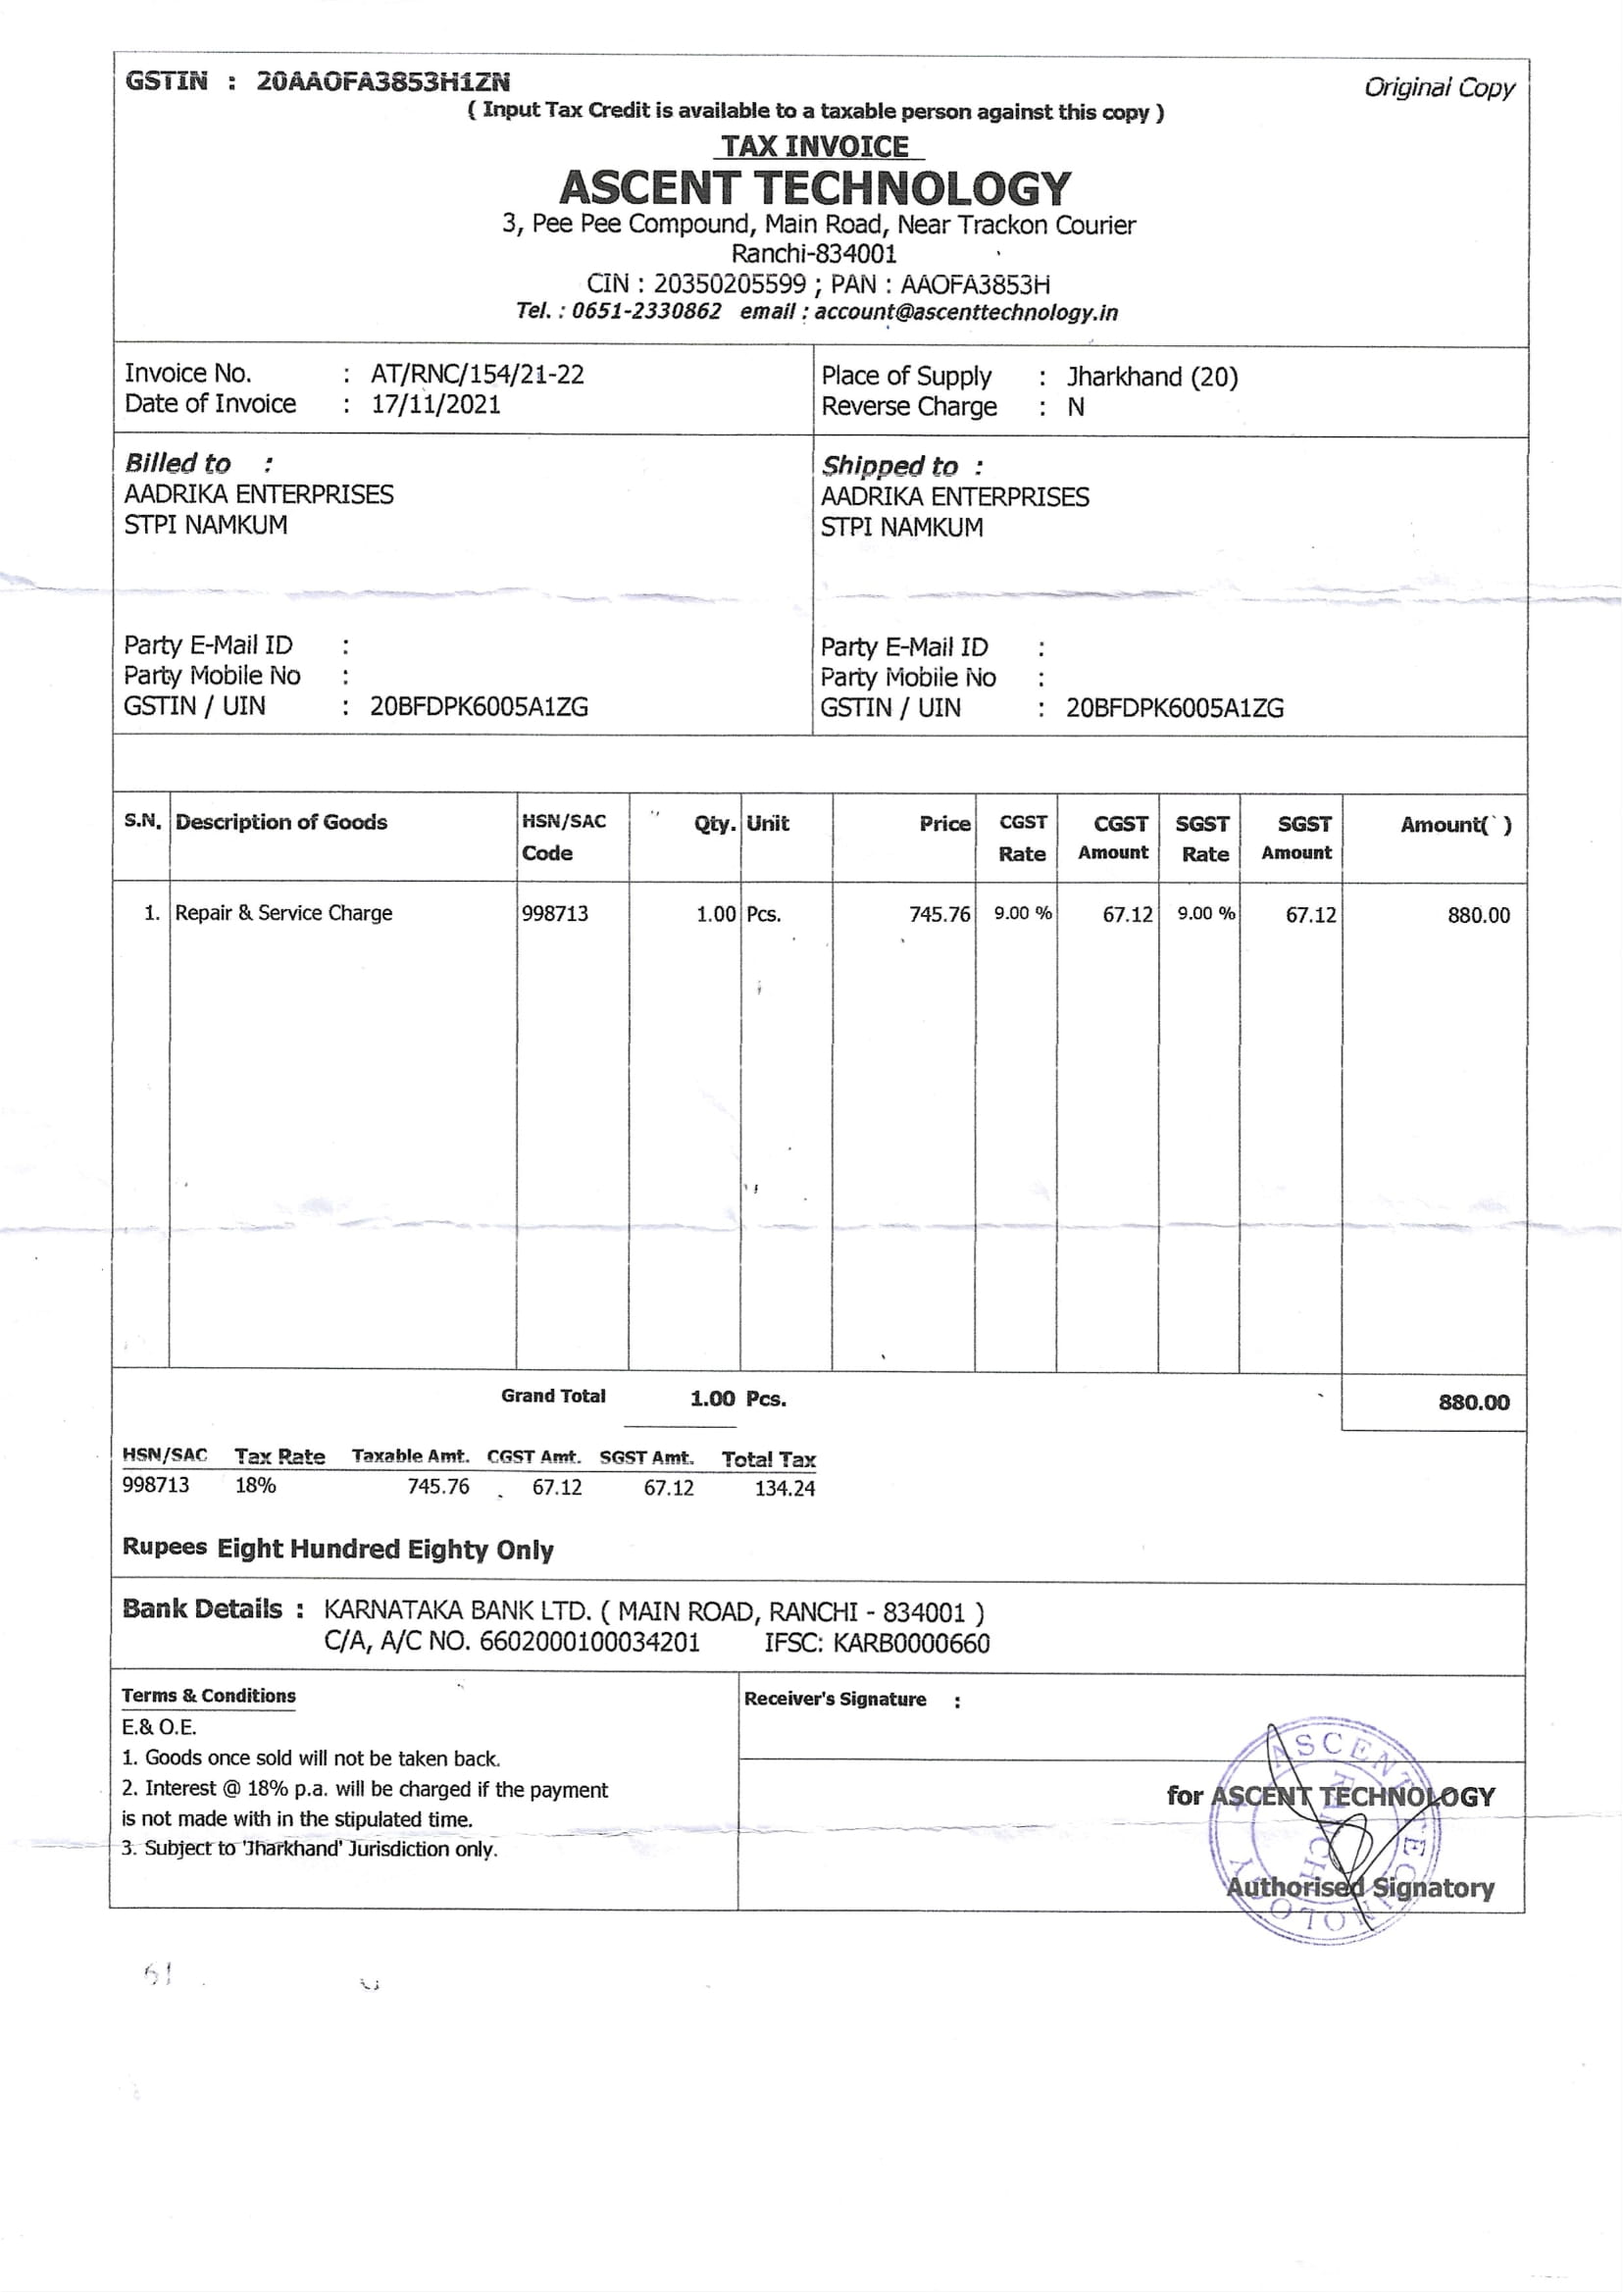 GSTIN : 20AAOFA3853H1ZN
Original Copy
( Input Tax Credit is available to a taxable person against this copy )
TAX INVOICE
ASCENT TECHNOLOGY
3, Pee Pee Compound, Main Road, Near Trackon Courier
Ranchi-834001
CIN : 20350205599 ; PAN : AAOFA3853H
Tel. : 0651-2330862 email : account@ascenttechnology.in
Invoice No. : AT/RNC/154/21-22
Date of Invoice : 17/11/2021
Place of Supply : Jharkhand (20)
Reverse Charge : N
Billed to :
AADRIKA ENTERPRISES
STPI NAMKUM
Party E-Mail ID :
Party Mobile No :
GSTIN / UIN : 20BFDPK6005A1ZG
Shipped to :
AADRIKA ENTERPRISES
STPI NAMKUM
Party E-Mail ID :
Party Mobile No :
GSTIN / UIN : 20BFDPK6005A1ZG
S.N. Description of Goods HSN/SAC Code Qty. Unit Price CGST Rate CGST Amount SGST Rate SGST Amount Amount(` )
1. Repair & Service Charge 998713 1.00 Pcs. 745.76 9.00 % 67.12 9.00 % 67.12 880.00
Grand Total 1.00 Pcs. 880.00
HSN/SAC Tax Rate Taxable Amt. CGST Amt. SGST Amt. Total Tax
998713 18% 745.76 67.12 67.12 134.24
Rupees Eight Hundred Eighty Only
Bank Details : KARNATAKA BANK LTD. ( MAIN ROAD, RANCHI - 834001 )
C/A, A/C NO. 6602000100034201 IFSC: KARB0000660
Terms & Conditions
E.& O.E.
1. Goods once sold will not be taken back.
2. Interest @ 18% p.a. will be charged if the payment
is not made with in the stipulated time.
3. Subject to 'Jharkhand' Jurisdiction only.
Receiver's Signature :
for ASCENT TECHNOLOGY
Authorised Signatory
ASCENT TECHNOLOGY
RANCHI